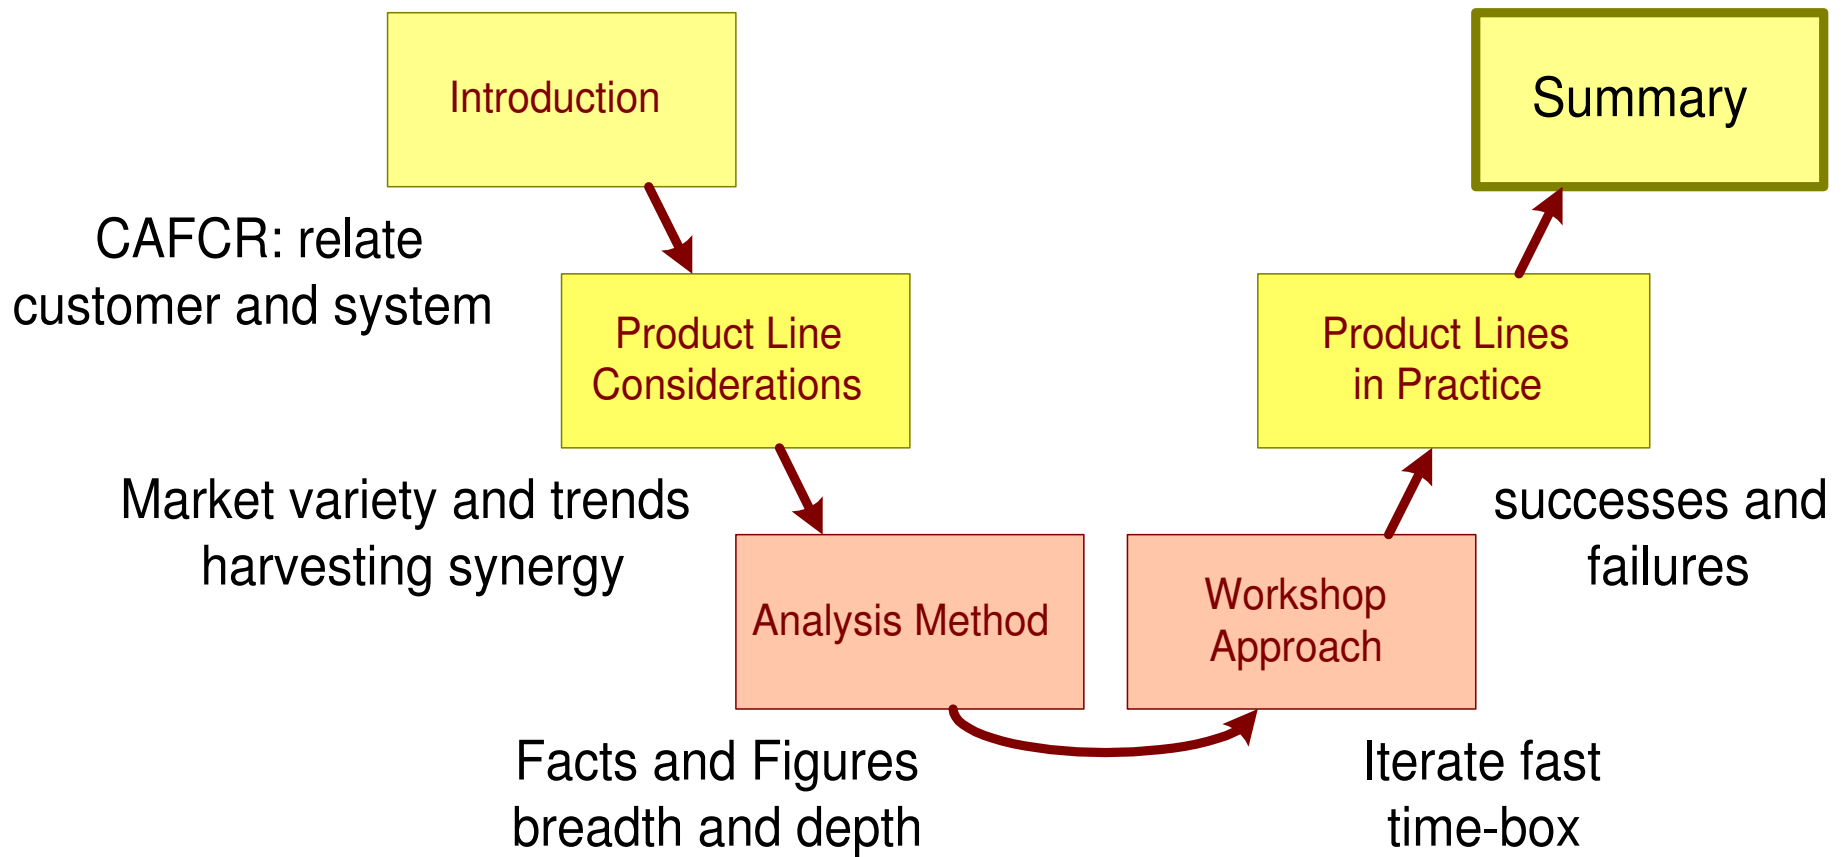 Introduction
CAFCR: relate
customer and system
Product Line
Considerations
Market variety and trends
harvesting synergy
Analysis Method
Facts and Figures
breadth and depth
Workshop
Approach
Iterate fast
time-box
Product Lines
in Practice
successes and
failures
Summary